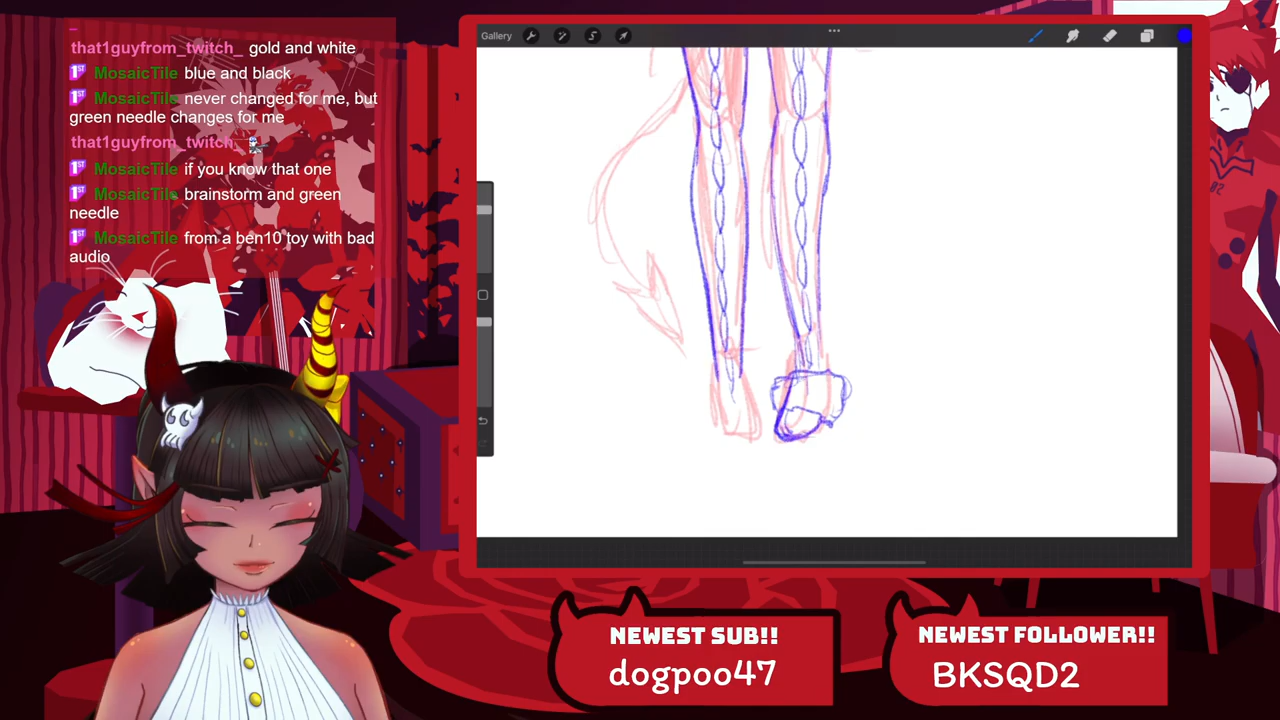 that1guyfrom_twitch_ gold and white
MosaicTile blue and black
MosaicTile never changed for me, but
green needle changes for me
that1guyfrom_twitch_
MosaicTile if you know that one
MosaicTile brainstorm and green
needle
MosaicTile from a ben10 toy with bad
audio
Gallery
02
NEWEST SUB!!
dogpoo47
NEWEST FOLLOWER!!
BKSQD2